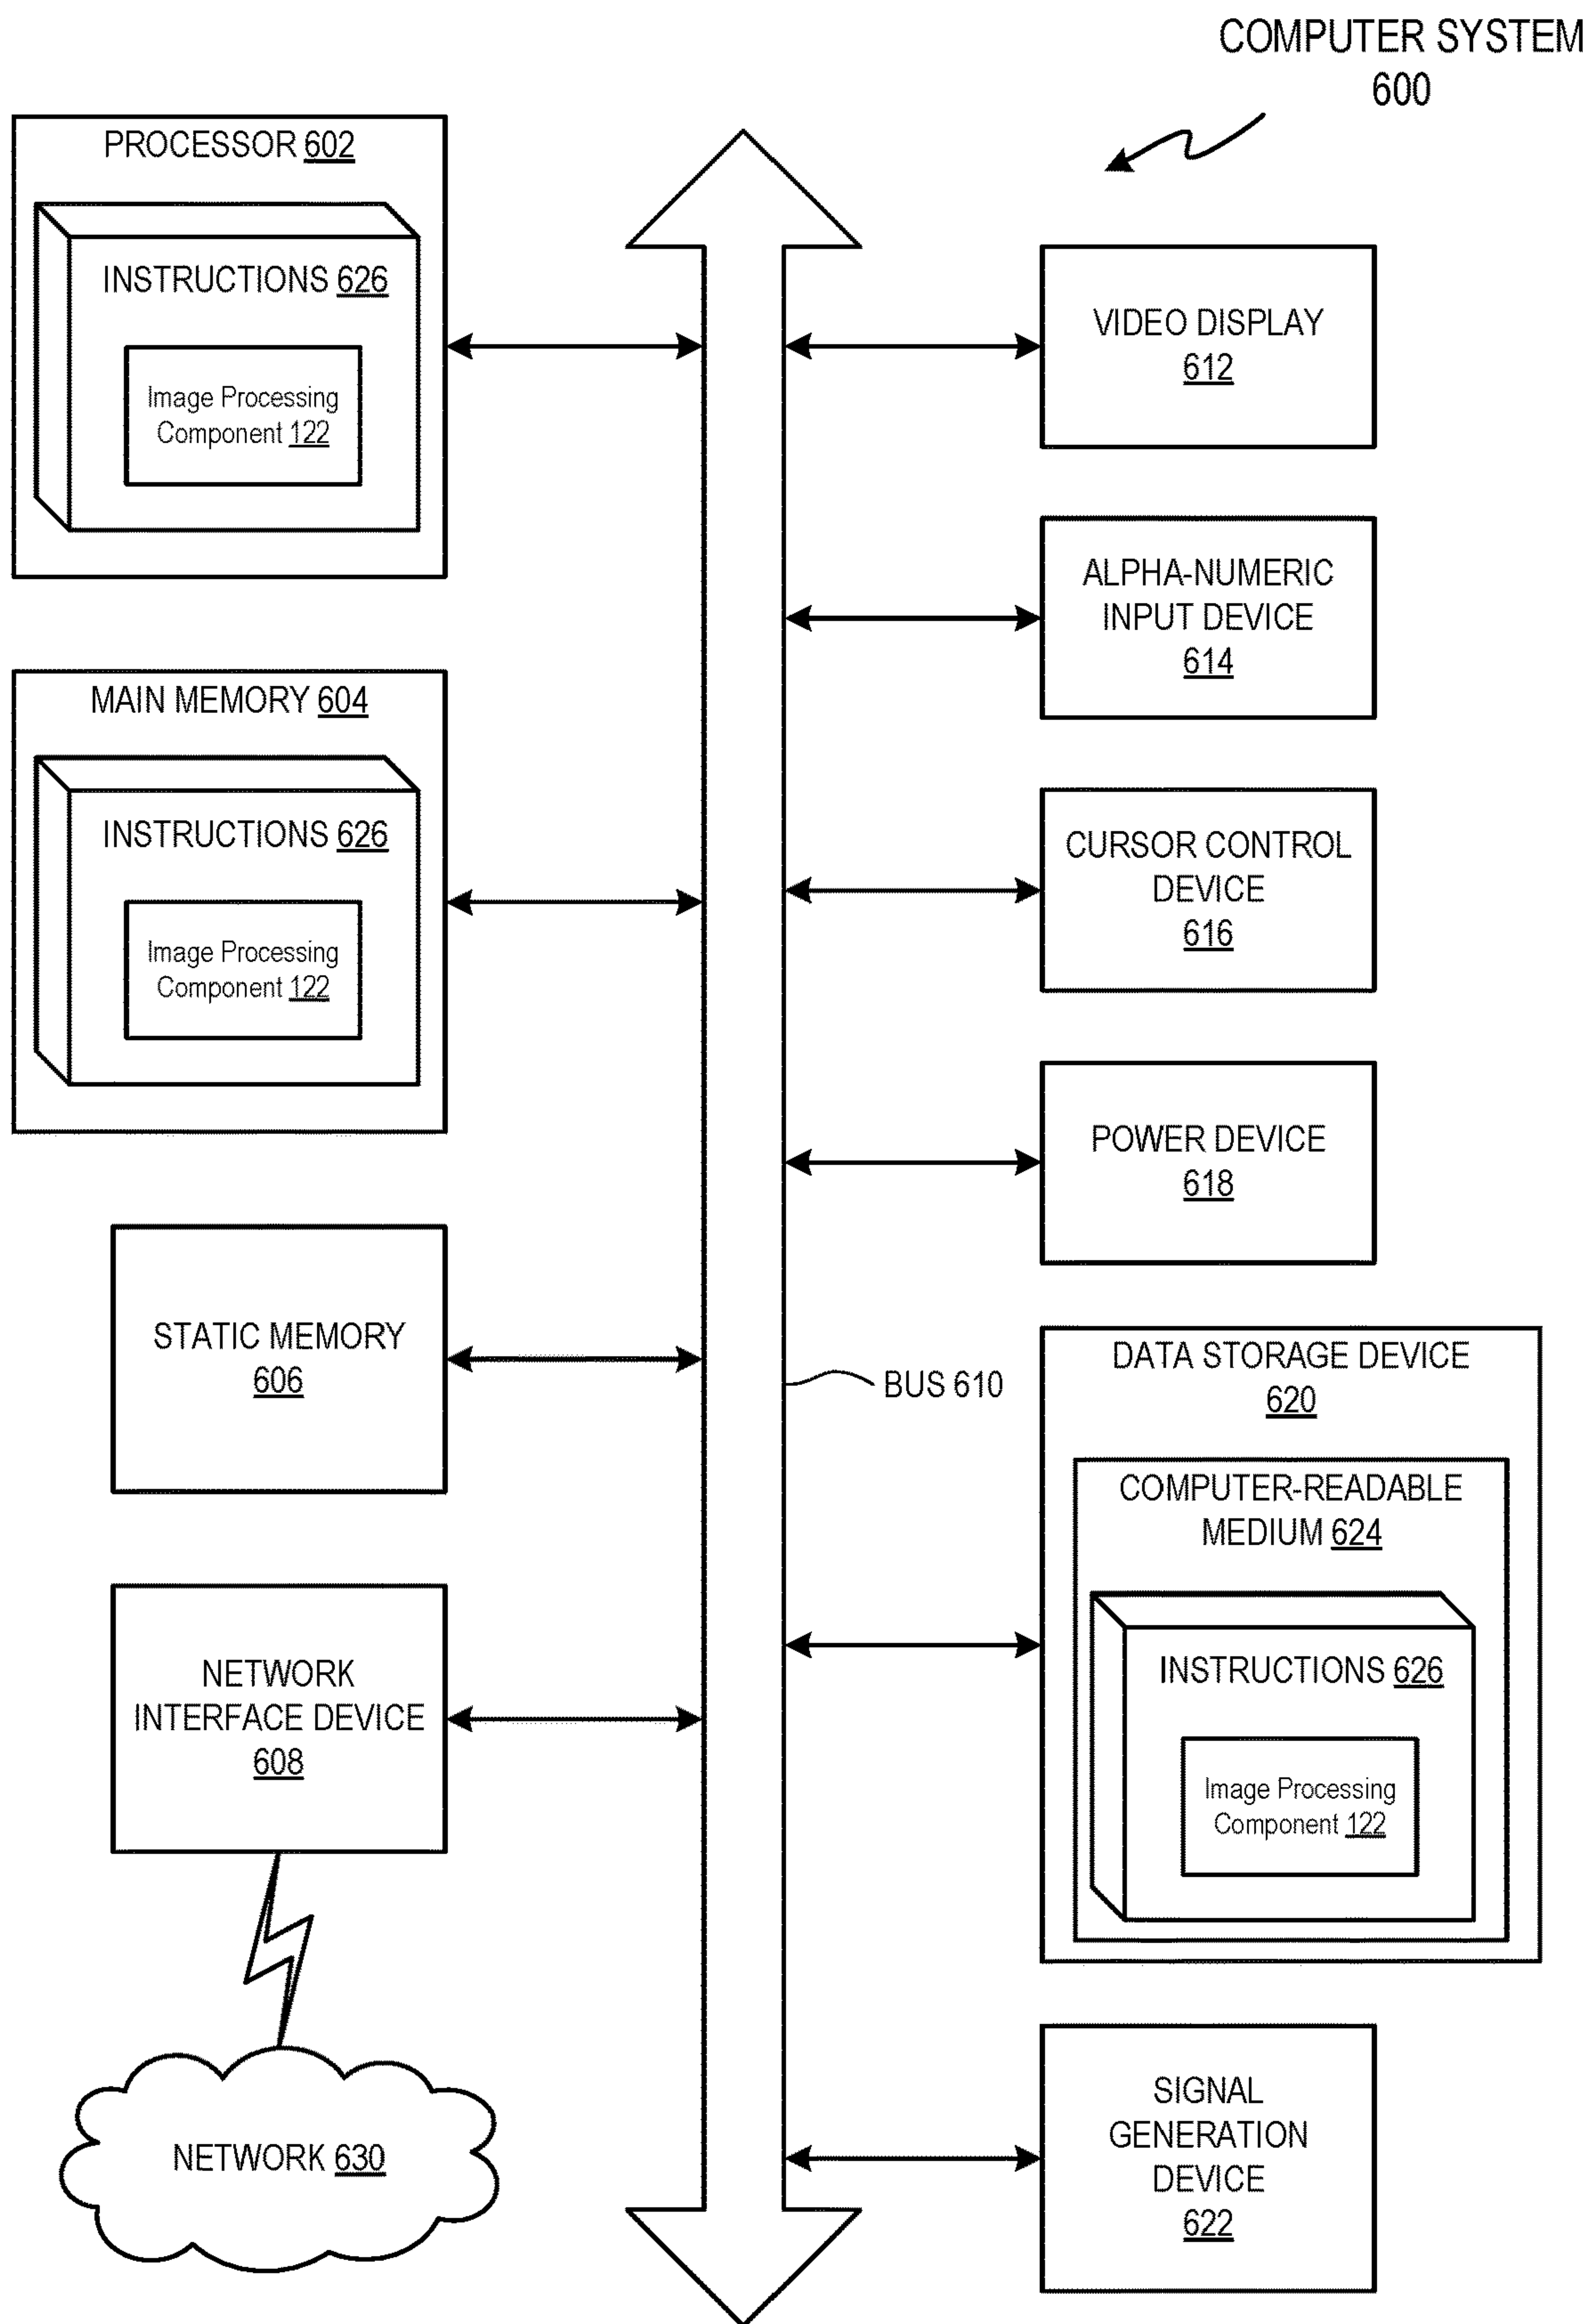 COMPUTER SYSTEM
600
PROCESSOR 602
INSTRUCTIONS 626
Image Processing
Component 122
MAIN MEMORY 604
INSTRUCTIONS 626
Image Processing
Component 122
STATIC MEMORY
606
NETWORK
INTERFACE DEVICE
608
NETWORK 630
BUS 610
VIDEO DISPLAY
612
ALPHA-NUMERIC
INPUT DEVICE
614
CURSOR CONTROL
DEVICE
616
POWER DEVICE
618
DATA STORAGE DEVICE
620
COMPUTER-READABLE
MEDIUM 624
INSTRUCTIONS 626
Image Processing
Component 122
SIGNAL
GENERATION
DEVICE
622